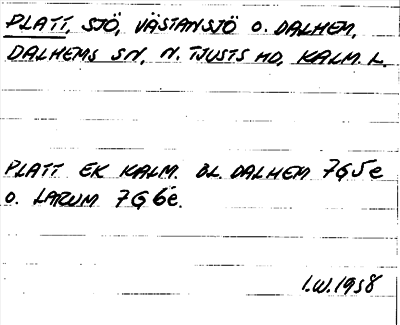 PLATT, SJÖ, VÄSTANSJÖ O. DALHEM,
DALHEMS SN, N. TJUSTS HD, KALM. L.
PLATT EK KALM. BL. DALHEM 7G5e
O. LARUM 7G6e.
I.W. 1958